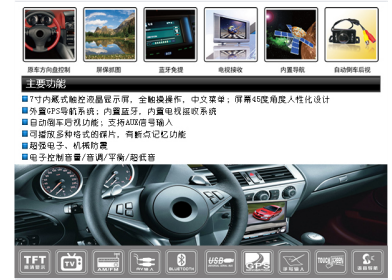 原车方向盘控制 屏保抓图 蓝牙免提 电视接收 内置导航 自动倒车后视
主要功能
7寸内藏式触控液晶显示屏，全触摸操作，中文菜单；屏幕45度角度人性化设计
外置GPS导航系统；内置蓝牙，内置电视接收系统
自动倒车后视功能；支持AUX信号输入
可播放多种格式的碟片，有断点记忆功能
超强电子、机械防震
电子控制音量/音调/平衡/超低音
TFT TV AM/FM BLUETOOTH USB GPS TOUCH SCREEN